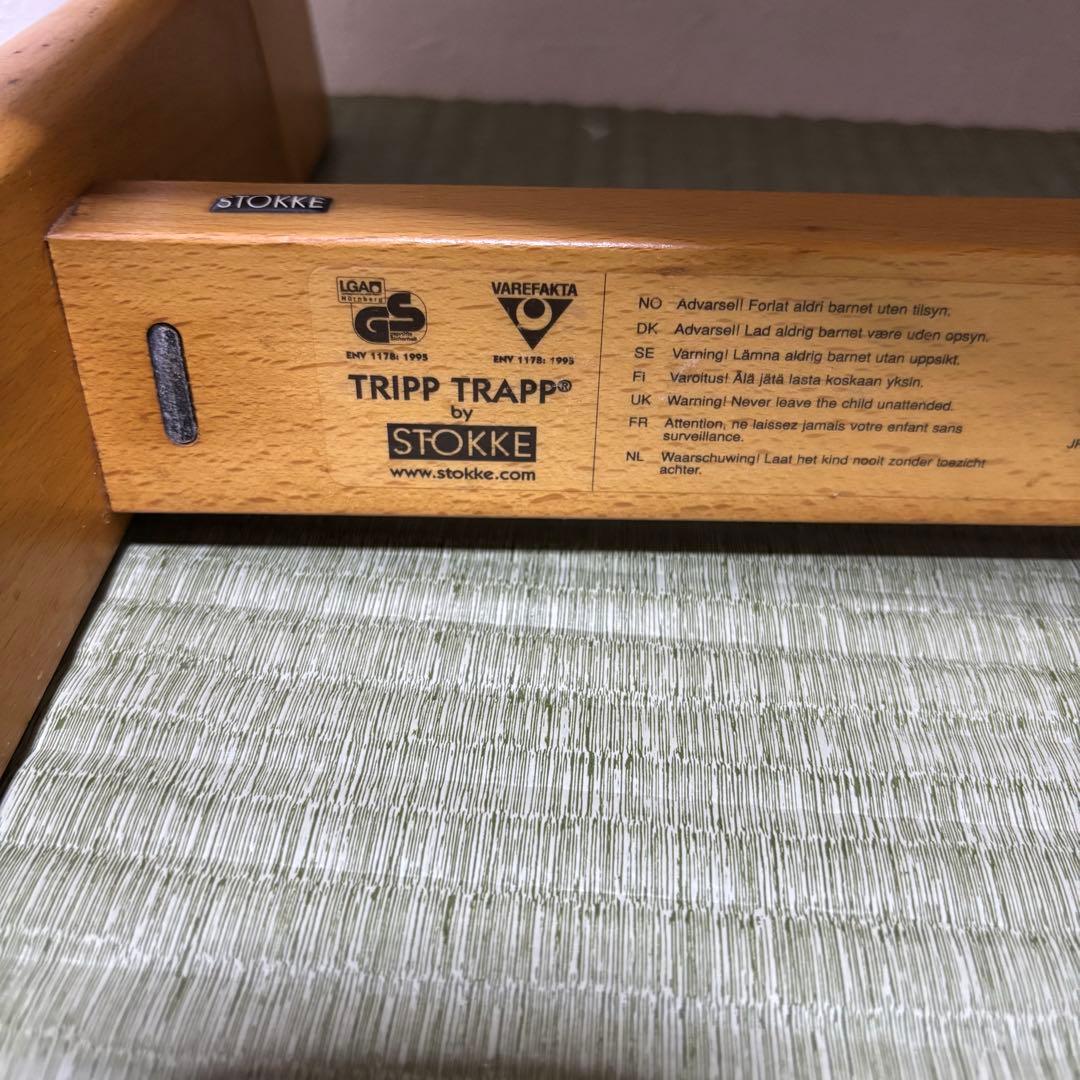 STOKKE
LGA
Nürnberg
GS
ENV 1178: 1995
VAREFAKTA
ENV 1178: 1995
TRIPP TRAPP®
by
STOKKE
www.stokke.com
NO Advarsel! Forlat aldri barnet uten tilsyn.
DK Advarsel! Lad aldrig barnet være uden opsyn.
SE Varning! Lämna aldrig barnet utan uppsikt.
FI Varoitus! Älä jätä lasta koskaan yksin.
UK Warning! Never leave the child unattended.
FR Attention, ne laissez jamais votre enfant sans
surveillance.
NL Waarschuwing! Laat het kind nooit zonder toezicht
achter.